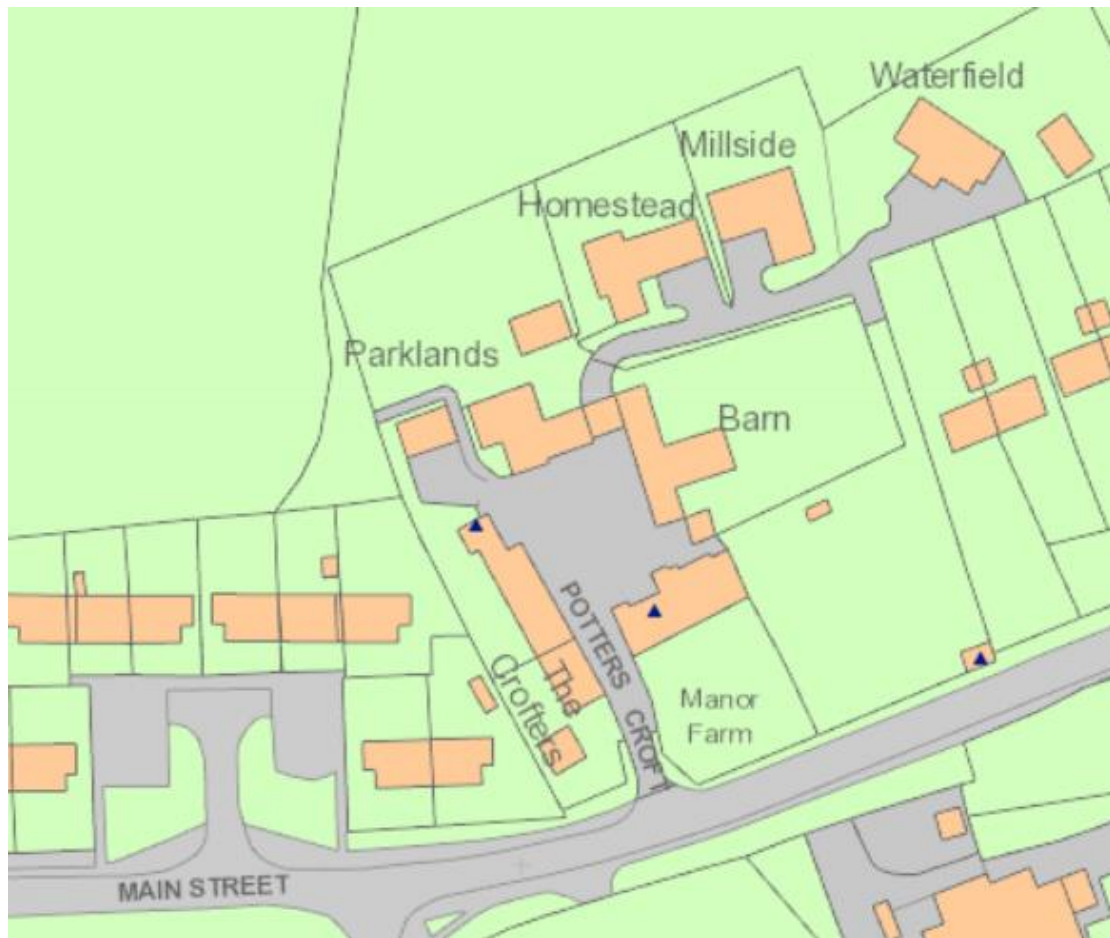 Waterfield
Millside
Homestead
Parklands
Barn
POTTERS CROFT
The
Crofters
Manor
Farm
MAIN STREET